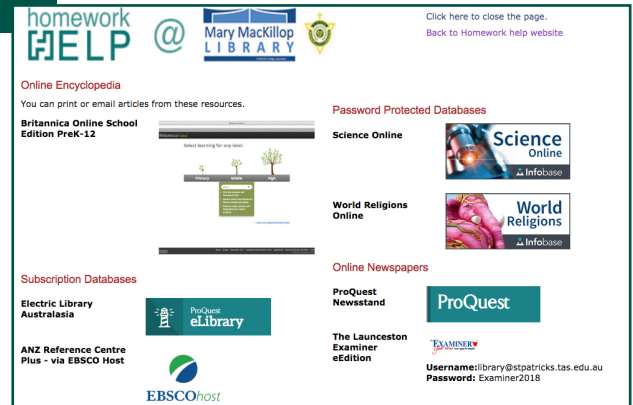 homework
HELP
@
Mary MacKillop
LIBRARY
Click here to close the page.
Back to Homework help website
Online Encyclopedia
You can print or email articles from these resources.
Britannica Online School
Edition PreK-12
Select learning for any level.
Primary Middle High
Password Protected Databases
Science Online
Science
Online
Infobase
World Religions
Online
World
Religions
Infobase
Subscription Databases
Electric Library
Australasia
ProQuest
eLibrary
ANZ Reference Centre
Plus - via EBSCO Host
EBSCOhost
Online Newspapers
ProQuest
Newsstand
ProQuest
The Launceston
Examiner
eEdition
EXAMINER
Username:library@stpatricks.tas.edu.au
Password: Examiner2018